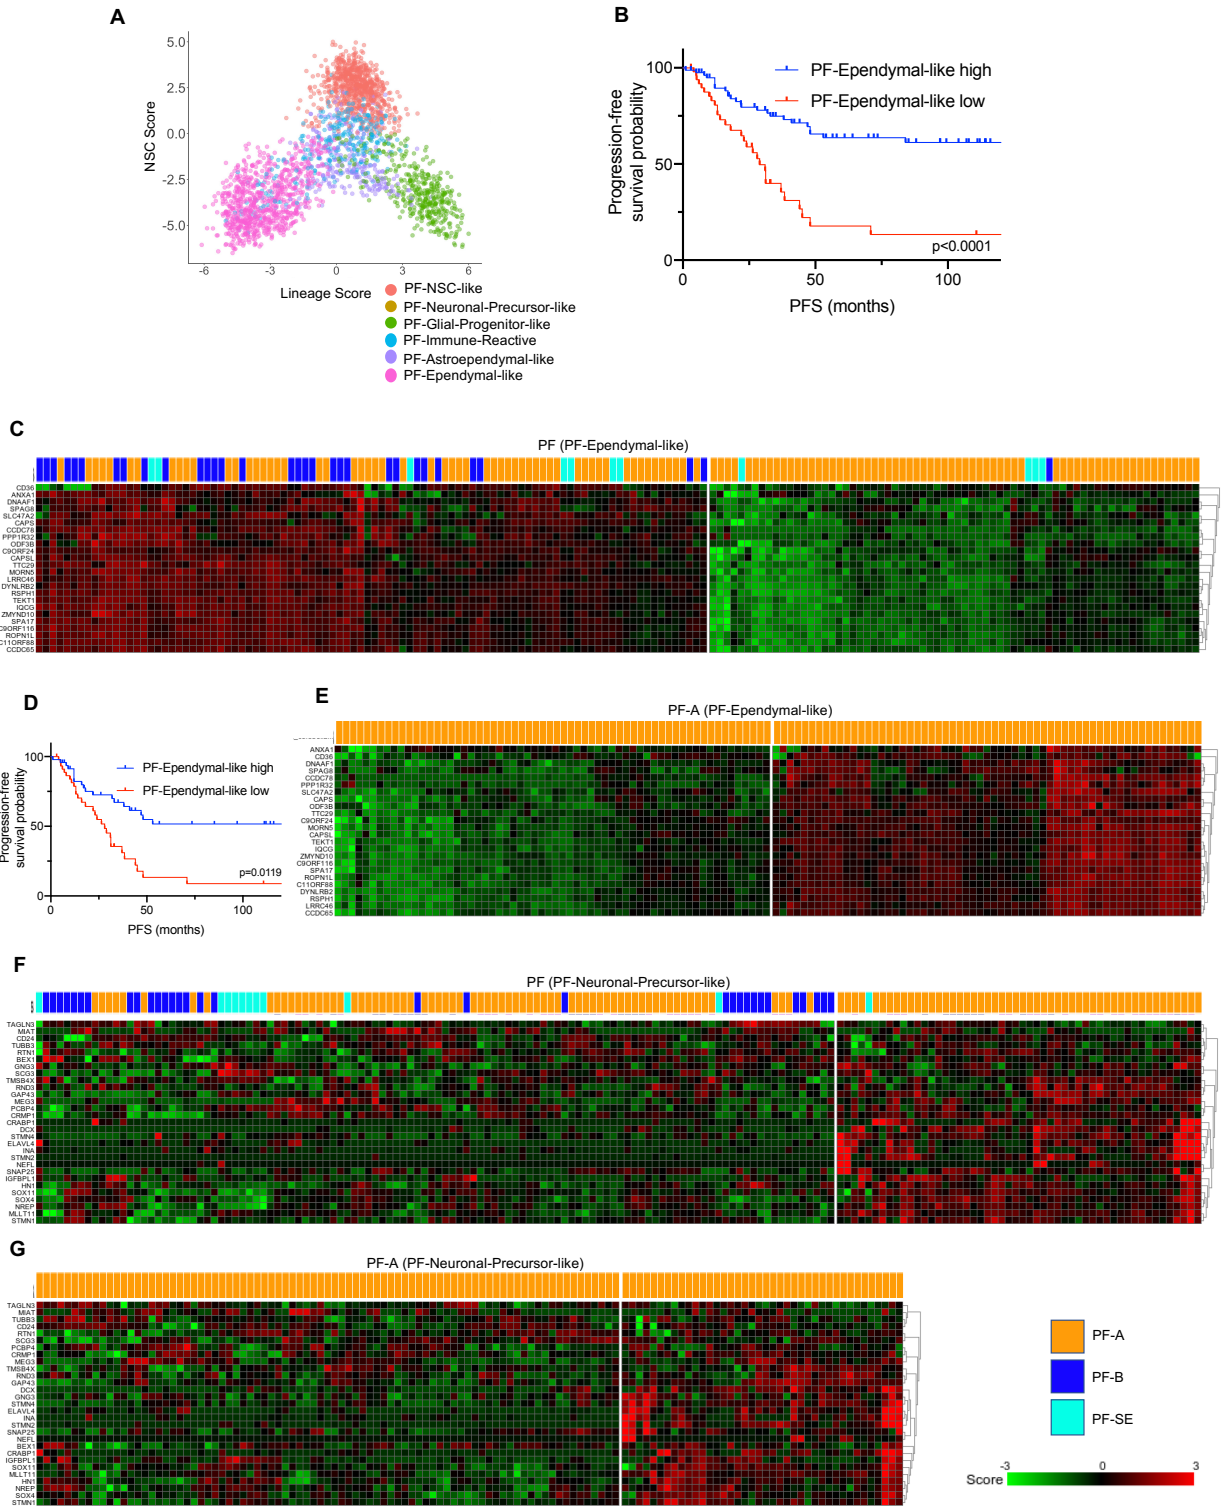 A
5.0
2.5
0.0
-2.5
-5.0
NSC Score
-6
-3
0
3
6
Lineage Score
PF-NSC-like
PF-Neuronal-Precursor-like
PF-Glial-Progenitor-like
PF-Immune-Reactive
PF-Astroependymal-like
PF-Ependymal-like
B
Progression-free
survival probability
100
50
0
PF-Ependymal-like high
PF-Ependymal-like low
p<0.0001
0
50
100
PFS (months)
C
PF (PF-Ependymal-like)
CD36
ANXA1
DNAAF1
SPAG8
SLC47A2
CAPS
CCDC78
PPP1R32
ODF3B
C9ORF24
CAPSL
TTC29
MORN5
LRRC46
DYNLRB2
RSPH1
TEKT1
IQCG
ZMYND10
SPA17
C9ORF116
ROPN1L
C11ORF88
CCDC65
D
Progression-free
survival probability
100
50
0
PF-Ependymal-like high
PF-Ependymal-like low
p=0.0119
0
50
100
PFS (months)
E
PF-A (PF-Ependymal-like)
ANXA1
CD36
DNAAF1
SPAG8
CCDC78
PPP1R32
SLC47A2
CAPS
ODF3B
TTC29
C9ORF24
MORN5
CAPSL
TEKT1
IQCG
ZMYND10
C9ORF116
SPA17
ROPN1L
C11ORF88
DYNLRB2
RSPH1
LRRC46
CCDC65
F
PF (PF-Neuronal-Precursor-like)
TAGLN3
MIAT
CD24
TUBB3
RTN1
BEX1
GNG3
SCG3
TMSB4X
RND3
GAP43
MEG3
PCBP4
CRMP1
CRABP1
DCX
STMN4
ELAVL4
INA
STMN2
NEFL
SNAP25
IGFBPL1
HN1
SOX11
SOX4
NREP
MLLT11
STMN1
G
PF-A (PF-Neuronal-Precursor-like)
TAGLN3
MIAT
TUBB3
CD24
RTN1
SCG3
PCBP4
CRMP1
MEG3
TMSB4X
RND3
GAP43
DCX
GNG3
STMN4
ELAVL4
INA
STMN2
SNAP25
NEFL
BEX1
CRABP1
IGFBPL1
SOX11
MLLT11
HN1
NREP
SOX4
STMN1
PF-A
PF-B
PF-SE
-3
0
3
Score